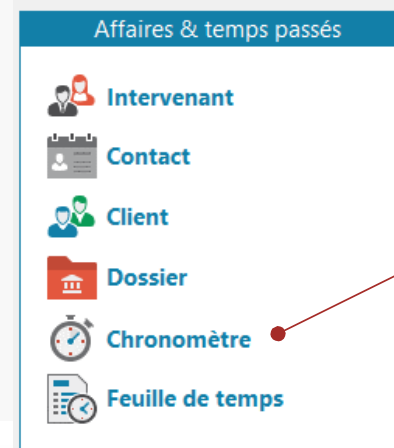 Affaires & temps passés
Intervenant
Contact
Client
Dossier
Chronomètre
Feuille de temps